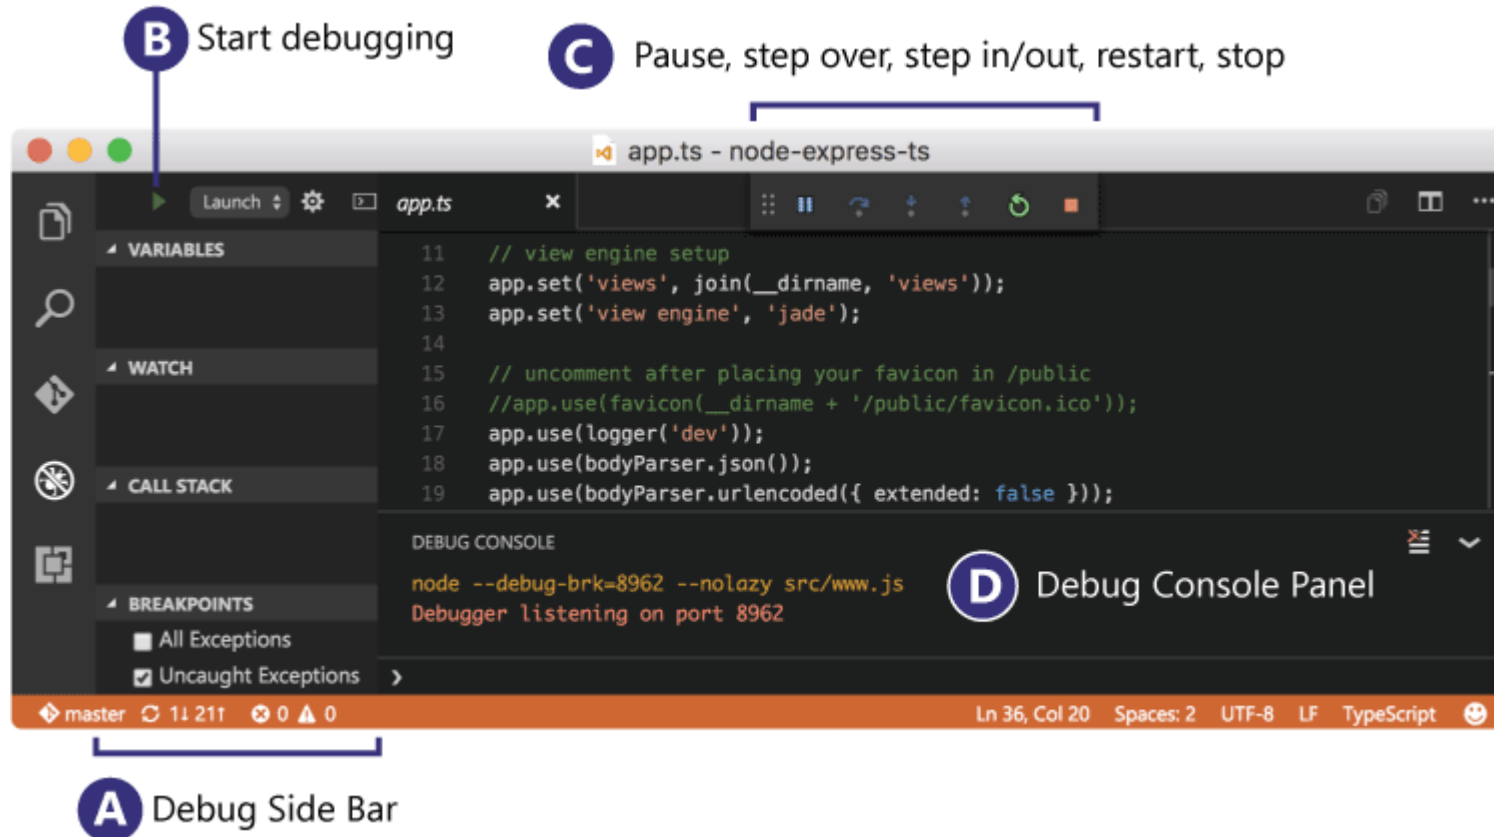 B Start debugging
C Pause, step over, step in/out, restart, stop
app.ts - node-express-ts
Launch
app.ts
VARIABLES
WATCH
CALL STACK
BREAKPOINTS
All Exceptions
Uncaught Exceptions
11 // view engine setup
12 app.set('views', join(__dirname, 'views'));
13 app.set('view engine', 'jade');
14
15 // uncomment after placing your favicon in /public
16 //app.use(favicon(__dirname + '/public/favicon.ico'));
17 app.use(logger('dev'));
18 app.use(bodyParser.json());
19 app.use(bodyParser.urlencoded({ extended: false }));
DEBUG CONSOLE
node --debug-brk=8962 --nolazy src/www.js
Debugger listening on port 8962
D Debug Console Panel
master 1↓ 21↑ 0 0 Ln 36, Col 20 Spaces: 2 UTF-8 LF TypeScript
A Debug Side Bar